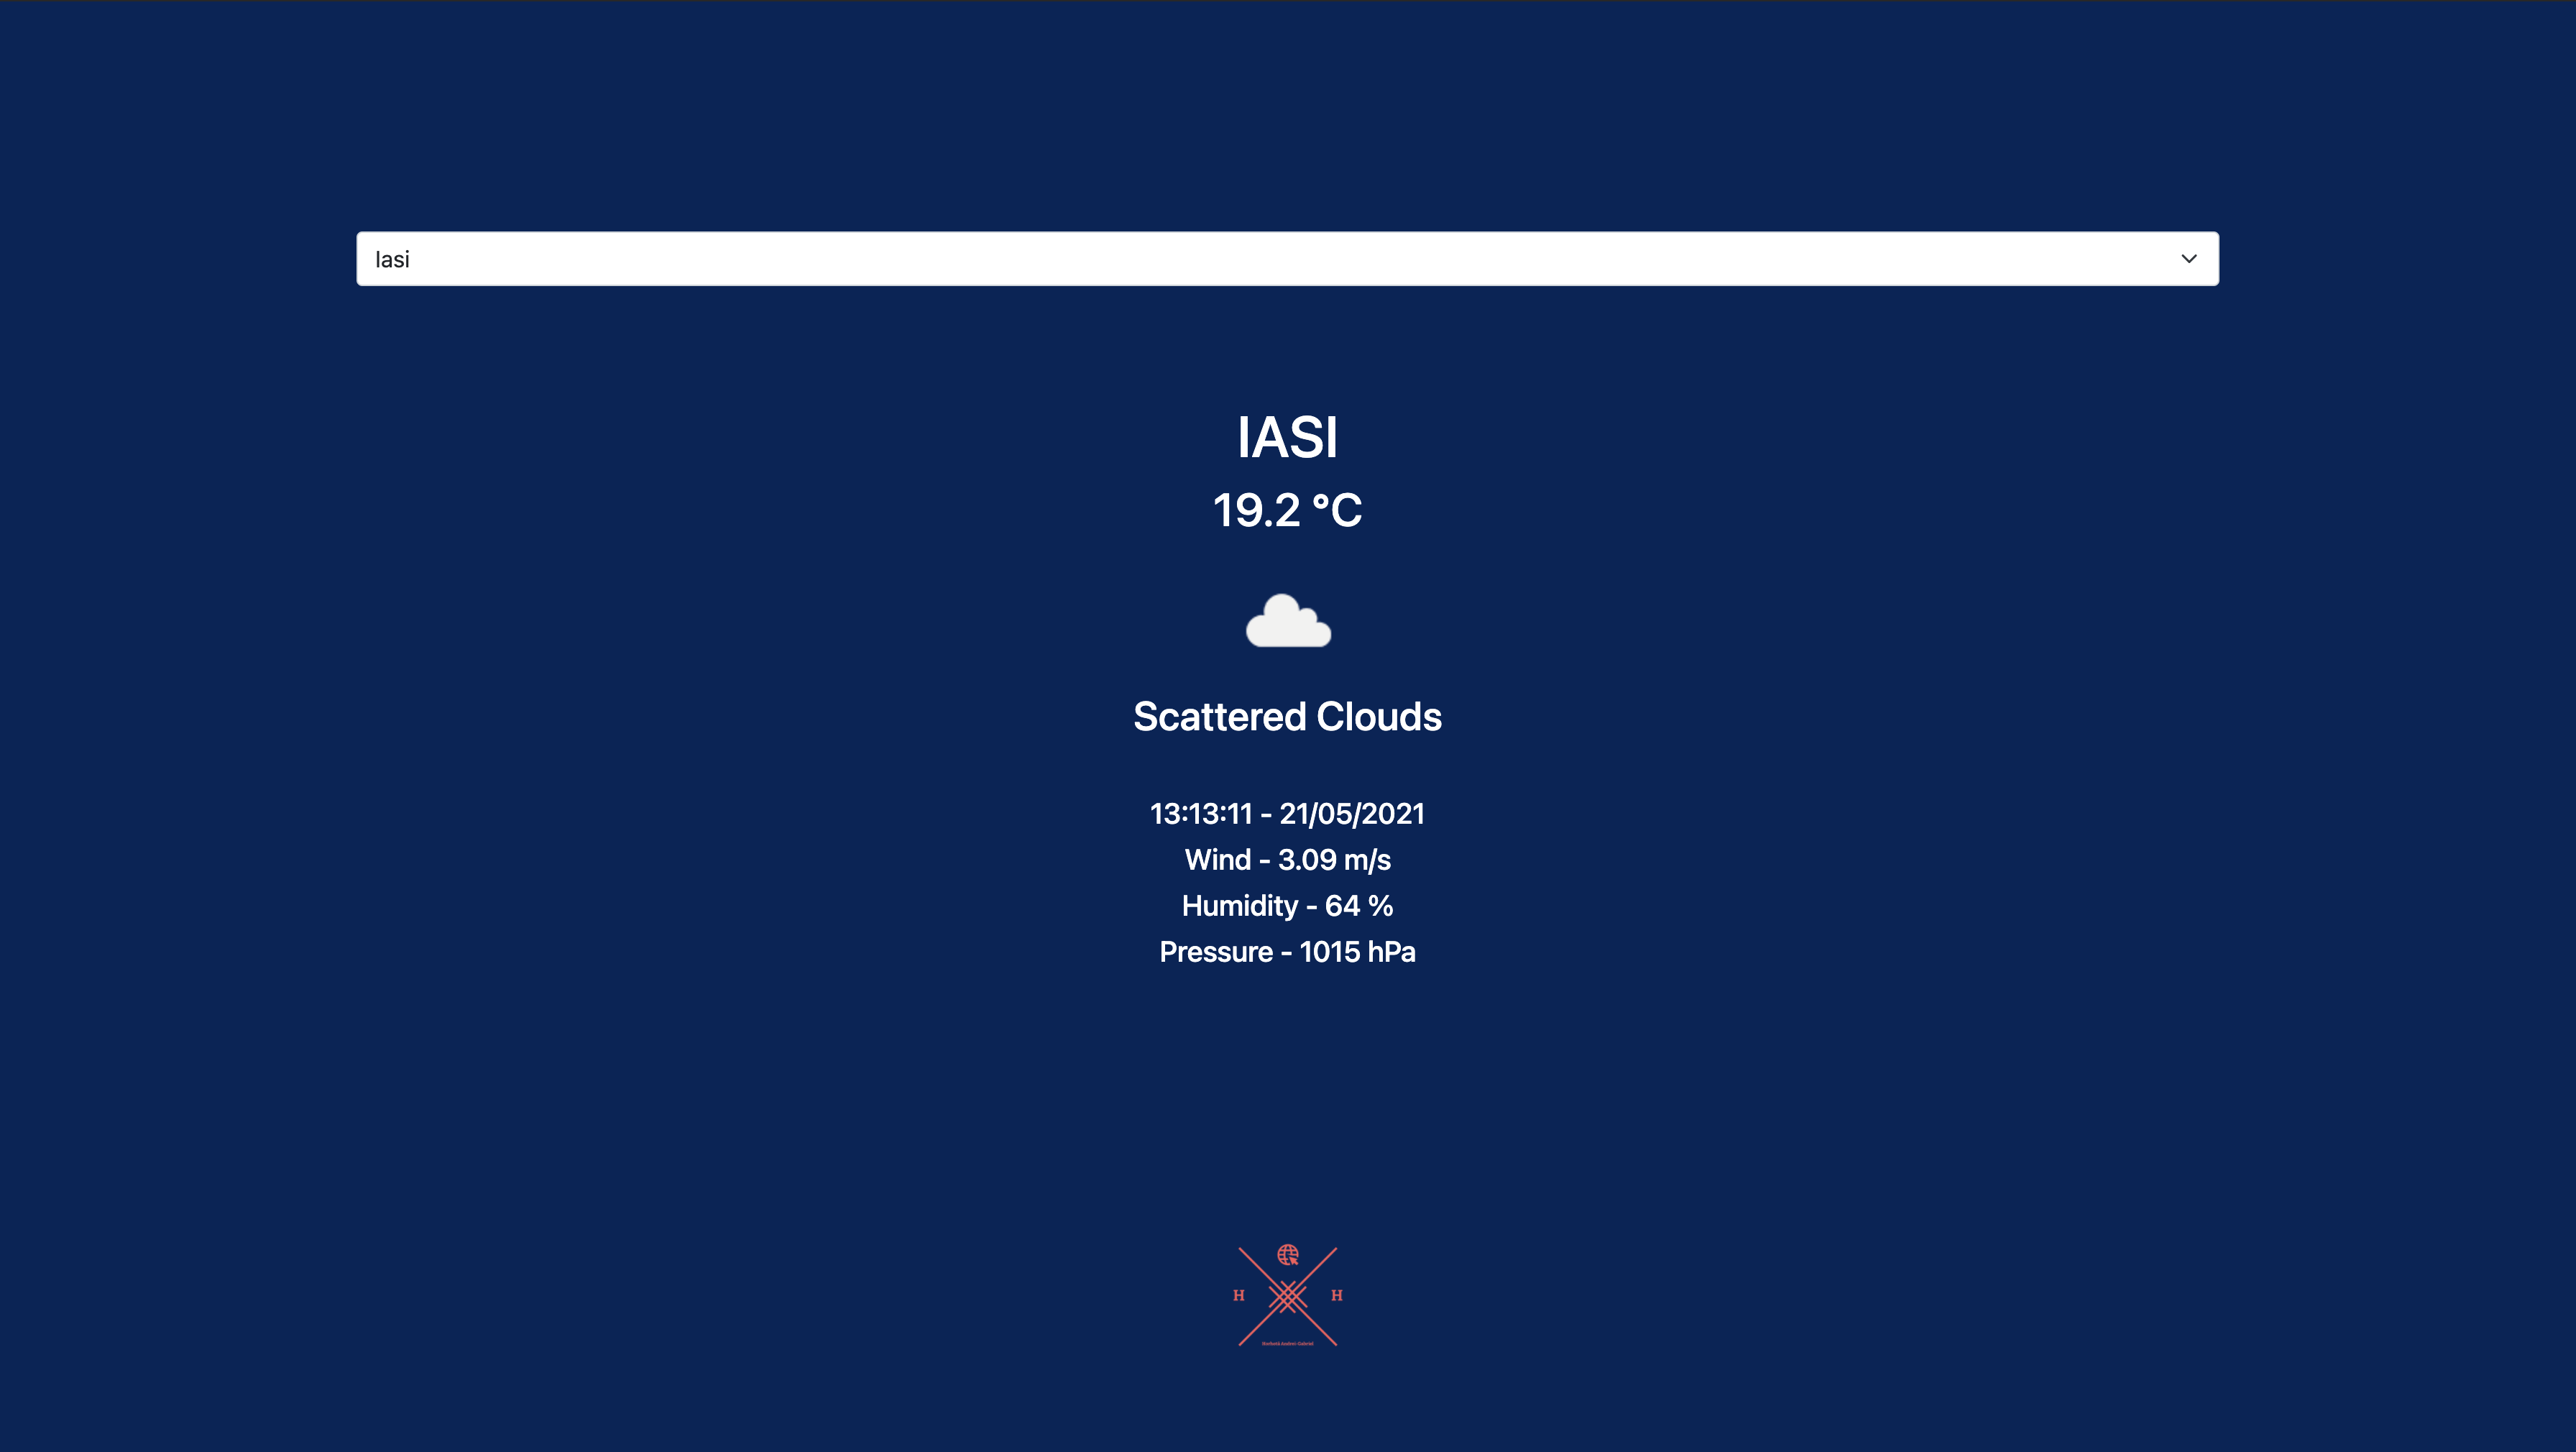 Iasi
IASI
19.2 °C
Scattered Clouds
13:13:11 - 21/05/2021
Wind - 3.09 m/s
Humidity - 64 %
Pressure - 1015 hPa
H H